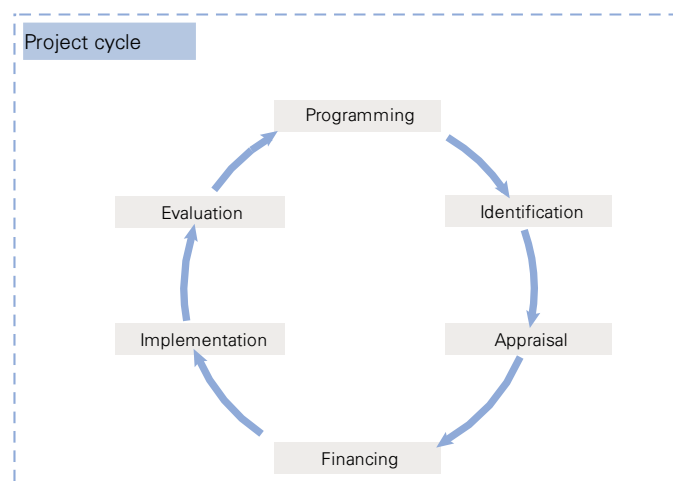 Project cycle
Programming
Identification
Appraisal
Financing
Implementation
Evaluation